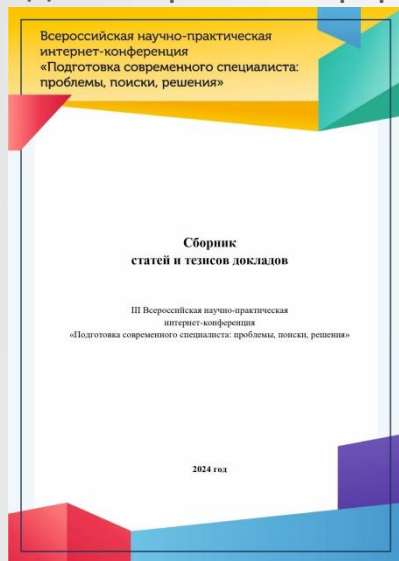 Всероссийская научно-практическая
интернет-конференция
«Подготовка современного специалиста:
проблемы, поиски, решения»
Сборник
статей и тезисов докладов
III Всероссийская научно-практическая
интернет-конференция
«Подготовка современного специалиста: проблемы, поиски, решения»
2024 год